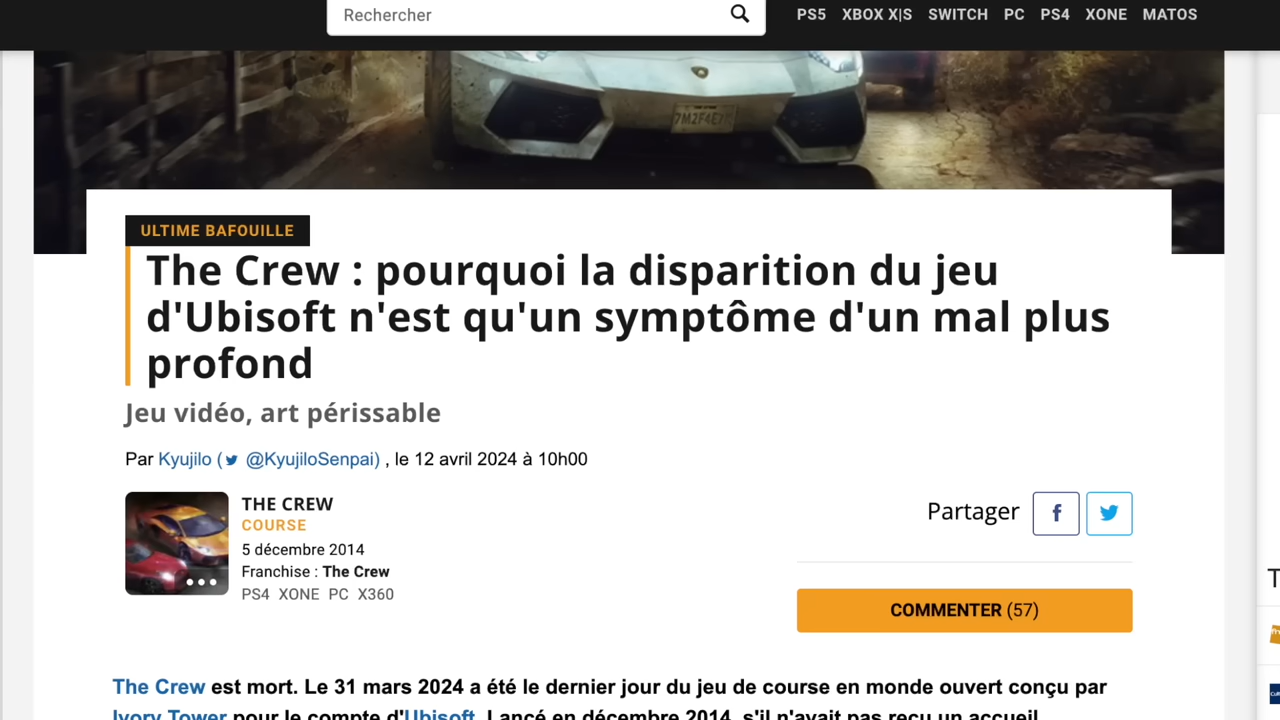 Rechercher
PS5 XBOX X|S SWITCH PC PS4 XONE MATOS
ULTIME BAFOUILLE
The Crew : pourquoi la disparition du jeu
d'Ubisoft n'est qu'un symptôme d'un mal plus
profond
Jeu vidéo, art périssable
Par Kyujilo ( @KyujiloSenpai) , le 12 avril 2024 à 10h00
THE CREW
COURSE
5 décembre 2014
Franchise : The Crew
PS4 XONE PC X360
Partager
COMMENTER (57)
The Crew est mort. Le 31 mars 2024 a été le dernier jour du jeu de course en monde ouvert conçu par
Ivory Tower pour le compte d'Ubisoft. Lancé en décembre 2014, s'il n'avait pas reçu un accueil